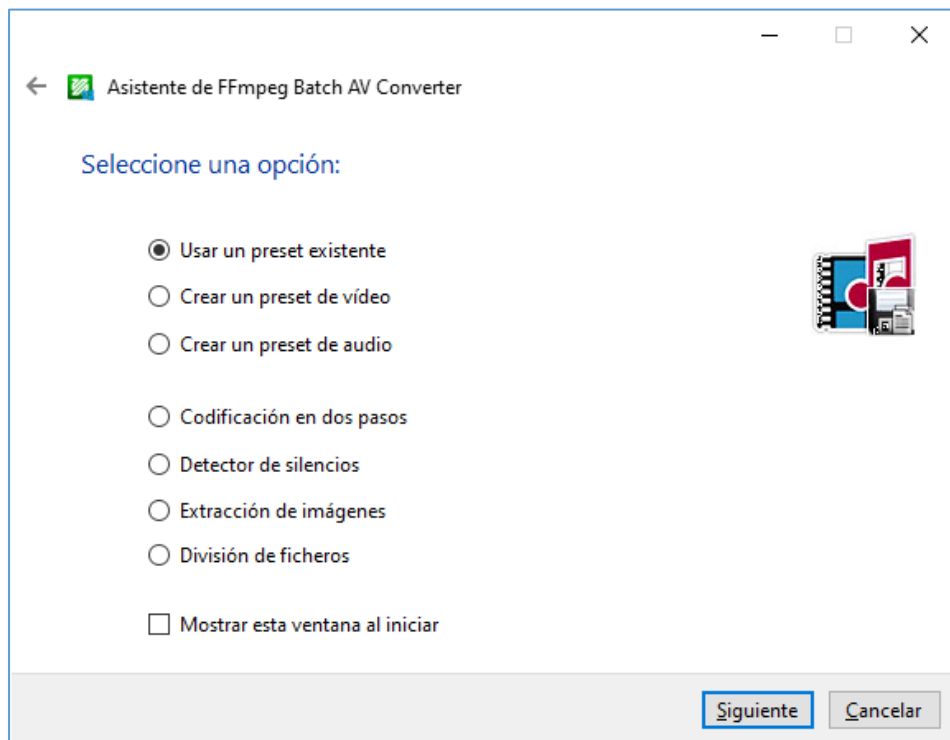 Asistente de FFmpeg Batch AV Converter
Seleccione una opción:
Usar un preset existente
Crear un preset de vídeo
Crear un preset de audio
Codificación en dos pasos
Detector de silencios
Extracción de imágenes
División de ficheros
Mostrar esta ventana al iniciar
Siguiente Cancelar